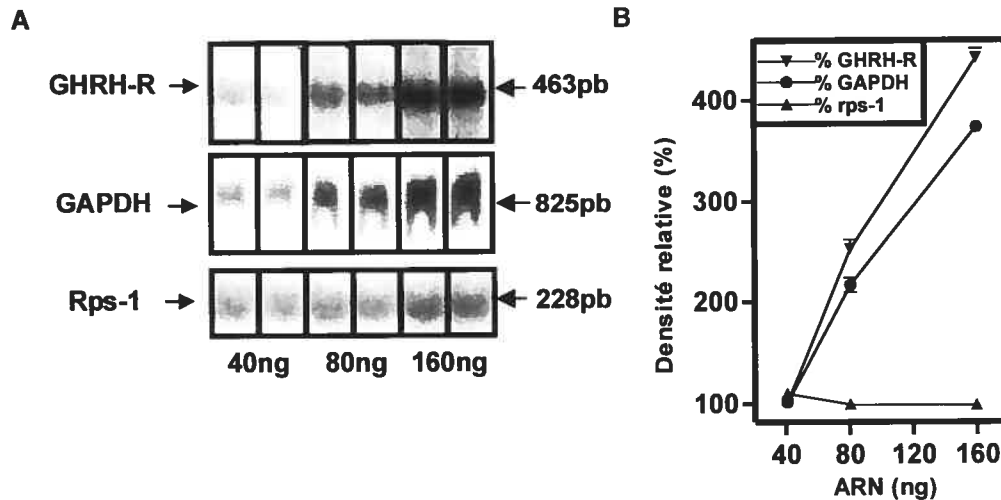 A
GHRH-R
463pb
GAPDH
825pb
Rps-1
228pb
40ng 80ng 160ng
B
% GHRH-R
% GAPDH
% rps-1
Densité relative (%)
400
300
200
100
40 80 120 160
ARN (ng)